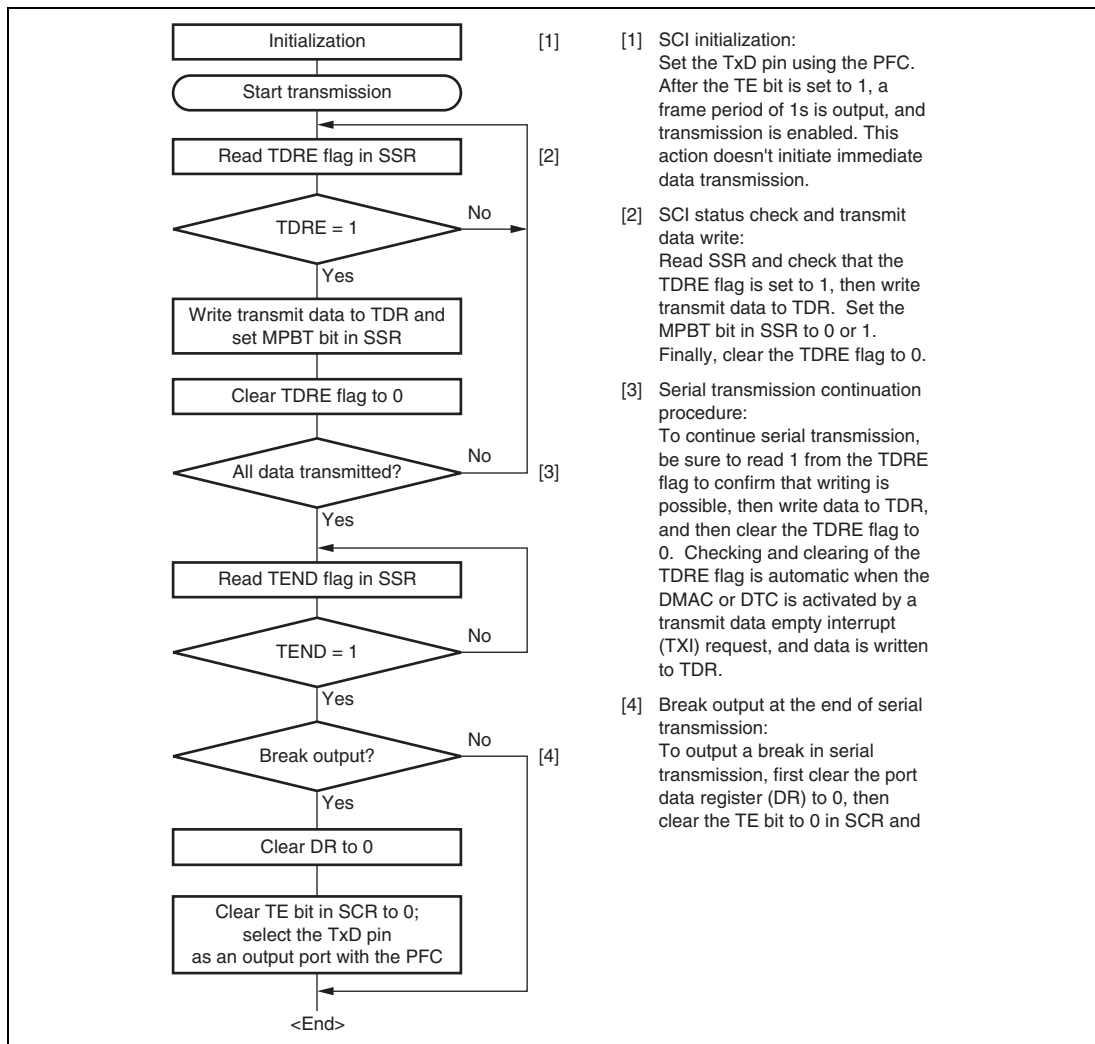 Initialization
[1]
Start transmission
Read TDRE flag in SSR
[2]
TDRE = 1
No
Yes
Write transmit data to TDR and
set MPBT bit in SSR
Clear TDRE flag to 0
All data transmitted?
No
[3]
Yes
Read TEND flag in SSR
TEND = 1
No
Yes
Break output?
No
[4]
Yes
Clear DR to 0
Clear TE bit in SCR to 0;
select the TxD pin
as an output port with the PFC
<End>
[1] SCI initialization:
Set the TxD pin using the PFC.
After the TE bit is set to 1, a
frame period of 1s is output, and
transmission is enabled. This
action doesn't initiate immediate
data transmission.
[2] SCI status check and transmit
data write:
Read SSR and check that the
TDRE flag is set to 1, then write
transmit data to TDR. Set the
MPBT bit in SSR to 0 or 1.
Finally, clear the TDRE flag to 0.
[3] Serial transmission continuation
procedure:
To continue serial transmission,
be sure to read 1 from the TDRE
flag to confirm that writing is
possible, then write data to TDR,
and then clear the TDRE flag to
0. Checking and clearing of the
TDRE flag is automatic when the
DMAC or DTC is activated by a
transmit data empty interrupt
(TXI) request, and data is written
to TDR.
[4] Break output at the end of serial
transmission:
To output a break in serial
transmission, first clear the port
data register (DR) to 0, then
clear the TE bit to 0 in SCR and